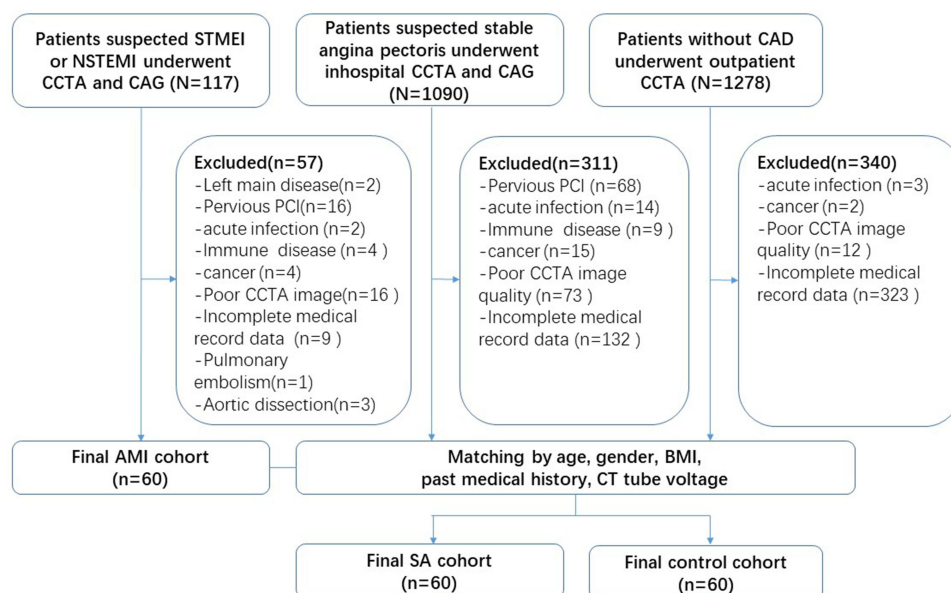 Patients suspected STMEI
or NSTEMI underwent
CCTA and CAG (N=117)
Patients suspected stable
angina pectoris underwent
inhospital CCTA and CAG
(N=1090)
Patients without CAD
underwent outpatient
CCTA (N=1278)
Excluded(n=57)
-Left main disease(n=2)
-Pervious PCI(n=16)
-acute infection(n=2)
-Immune disease(n=4 )
-cancer(n=4)
-Poor CCTA image(n=16 )
-Incomplete medical
record data (n=9 )
-Pulmonary
embolism(n=1)
-Aortic dissection(n=3)
Excluded(n=311)
-Pervious PCI (n=68)
-acute infection(n=14)
-Immune disease(n=9 )
-cancer(n=15)
-Poor CCTA image
quality(n=73 )
-Incomplete medical
record data(n=132 )
Excluded(n=340)
-acute infection(n=3)
-cancer(n=2)
-Poor CCTA image
quality(n=12 )
-Incomplete medical
record data(n=323 )
Final AMI cohort
(n=60)
Matching by age, gender, BMI,
past medical history, CT tube voltage
Final SA cohort
(n=60)
Final control cohort
(n=60)